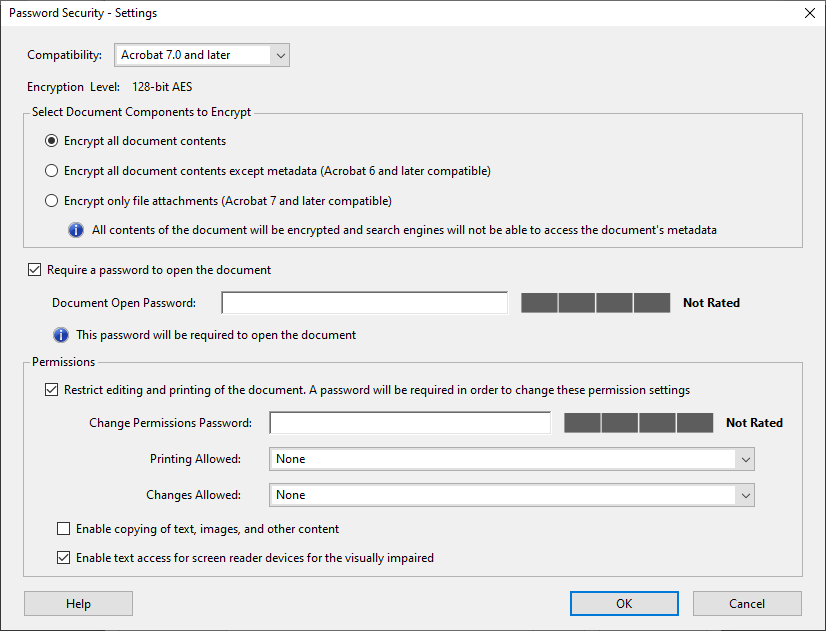 Password Security - Settings
Compatibility: Acrobat 7.0 and later
Encryption Level: 128-bit AES
Select Document Components to Encrypt
Encrypt all document contents
Encrypt all document contents except metadata (Acrobat 6 and later compatible)
Encrypt only file attachments (Acrobat 7 and later compatible)
All contents of the document will be encrypted and search engines will not be able to access the document's metadata
Require a password to open the document
Document Open Password: Not Rated
This password will be required to open the document
Permissions
Restrict editing and printing of the document. A password will be required in order to change these permission settings
Change Permissions Password: Not Rated
Printing Allowed: None
Changes Allowed: None
Enable copying of text, images, and other content
Enable text access for screen reader devices for the visually impaired
Help OK Cancel